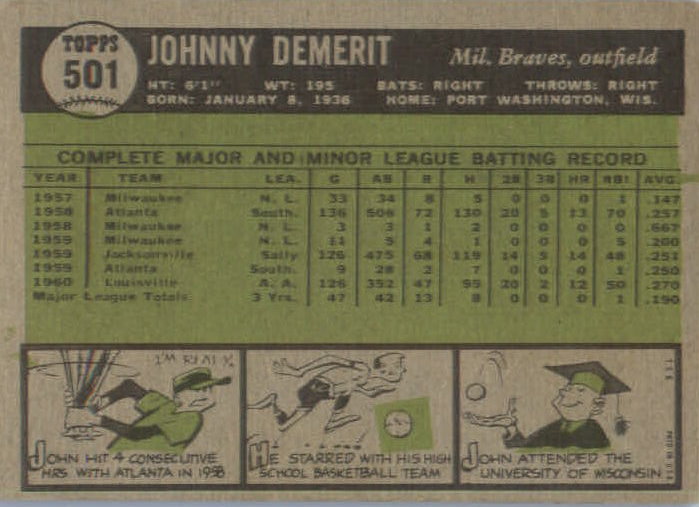 TOPPS
501
JOHNNY DEMERIT
Mil. Braves, outfield
HT: 6'1" WT: 195 BATS: RIGHT THROWS: RIGHT
BORN: JANUARY 8, 1936 HOME: PORT WASHINGTON, WIS.
COMPLETE MAJOR AND MINOR LEAGUE BATTING RECORD
YEAR TEAM LEA. G AB R H 2B 3B HR RBI AVG.
1957 Milwaukee N. L. 33 34 8 5 0 0 0 1 .147
1958 Atlanta South. 136 506 72 130 20 5 13 70 .257
1958 Milwaukee N. L. 3 3 1 2 0 0 0 0 .667
1959 Milwaukee N. L. 11 5 4 1 0 0 0 5 .200
1959 Jacksonville Sally 126 475 68 119 14 5 14 48 .251
1959 Atlanta South. 9 28 2 7 0 0 0 1 .250
1960 Louisville A. A. 126 352 47 95 20 2 12 50 .270
Major League Totals 3 Yrs. 47 42 13 8 0 0 0 1 .190
I'M
JOHN HIT 4 CONSECUTIVE
HRS WITH ATLANTA IN 1958
HE STARRED WITH HIS HIGH
SCHOOL BASKETBALL TEAM
JOHN ATTENDED THE
UNIVERSITY OF WISCONSIN
T.C.G.
PRTD. IN U.S.A.